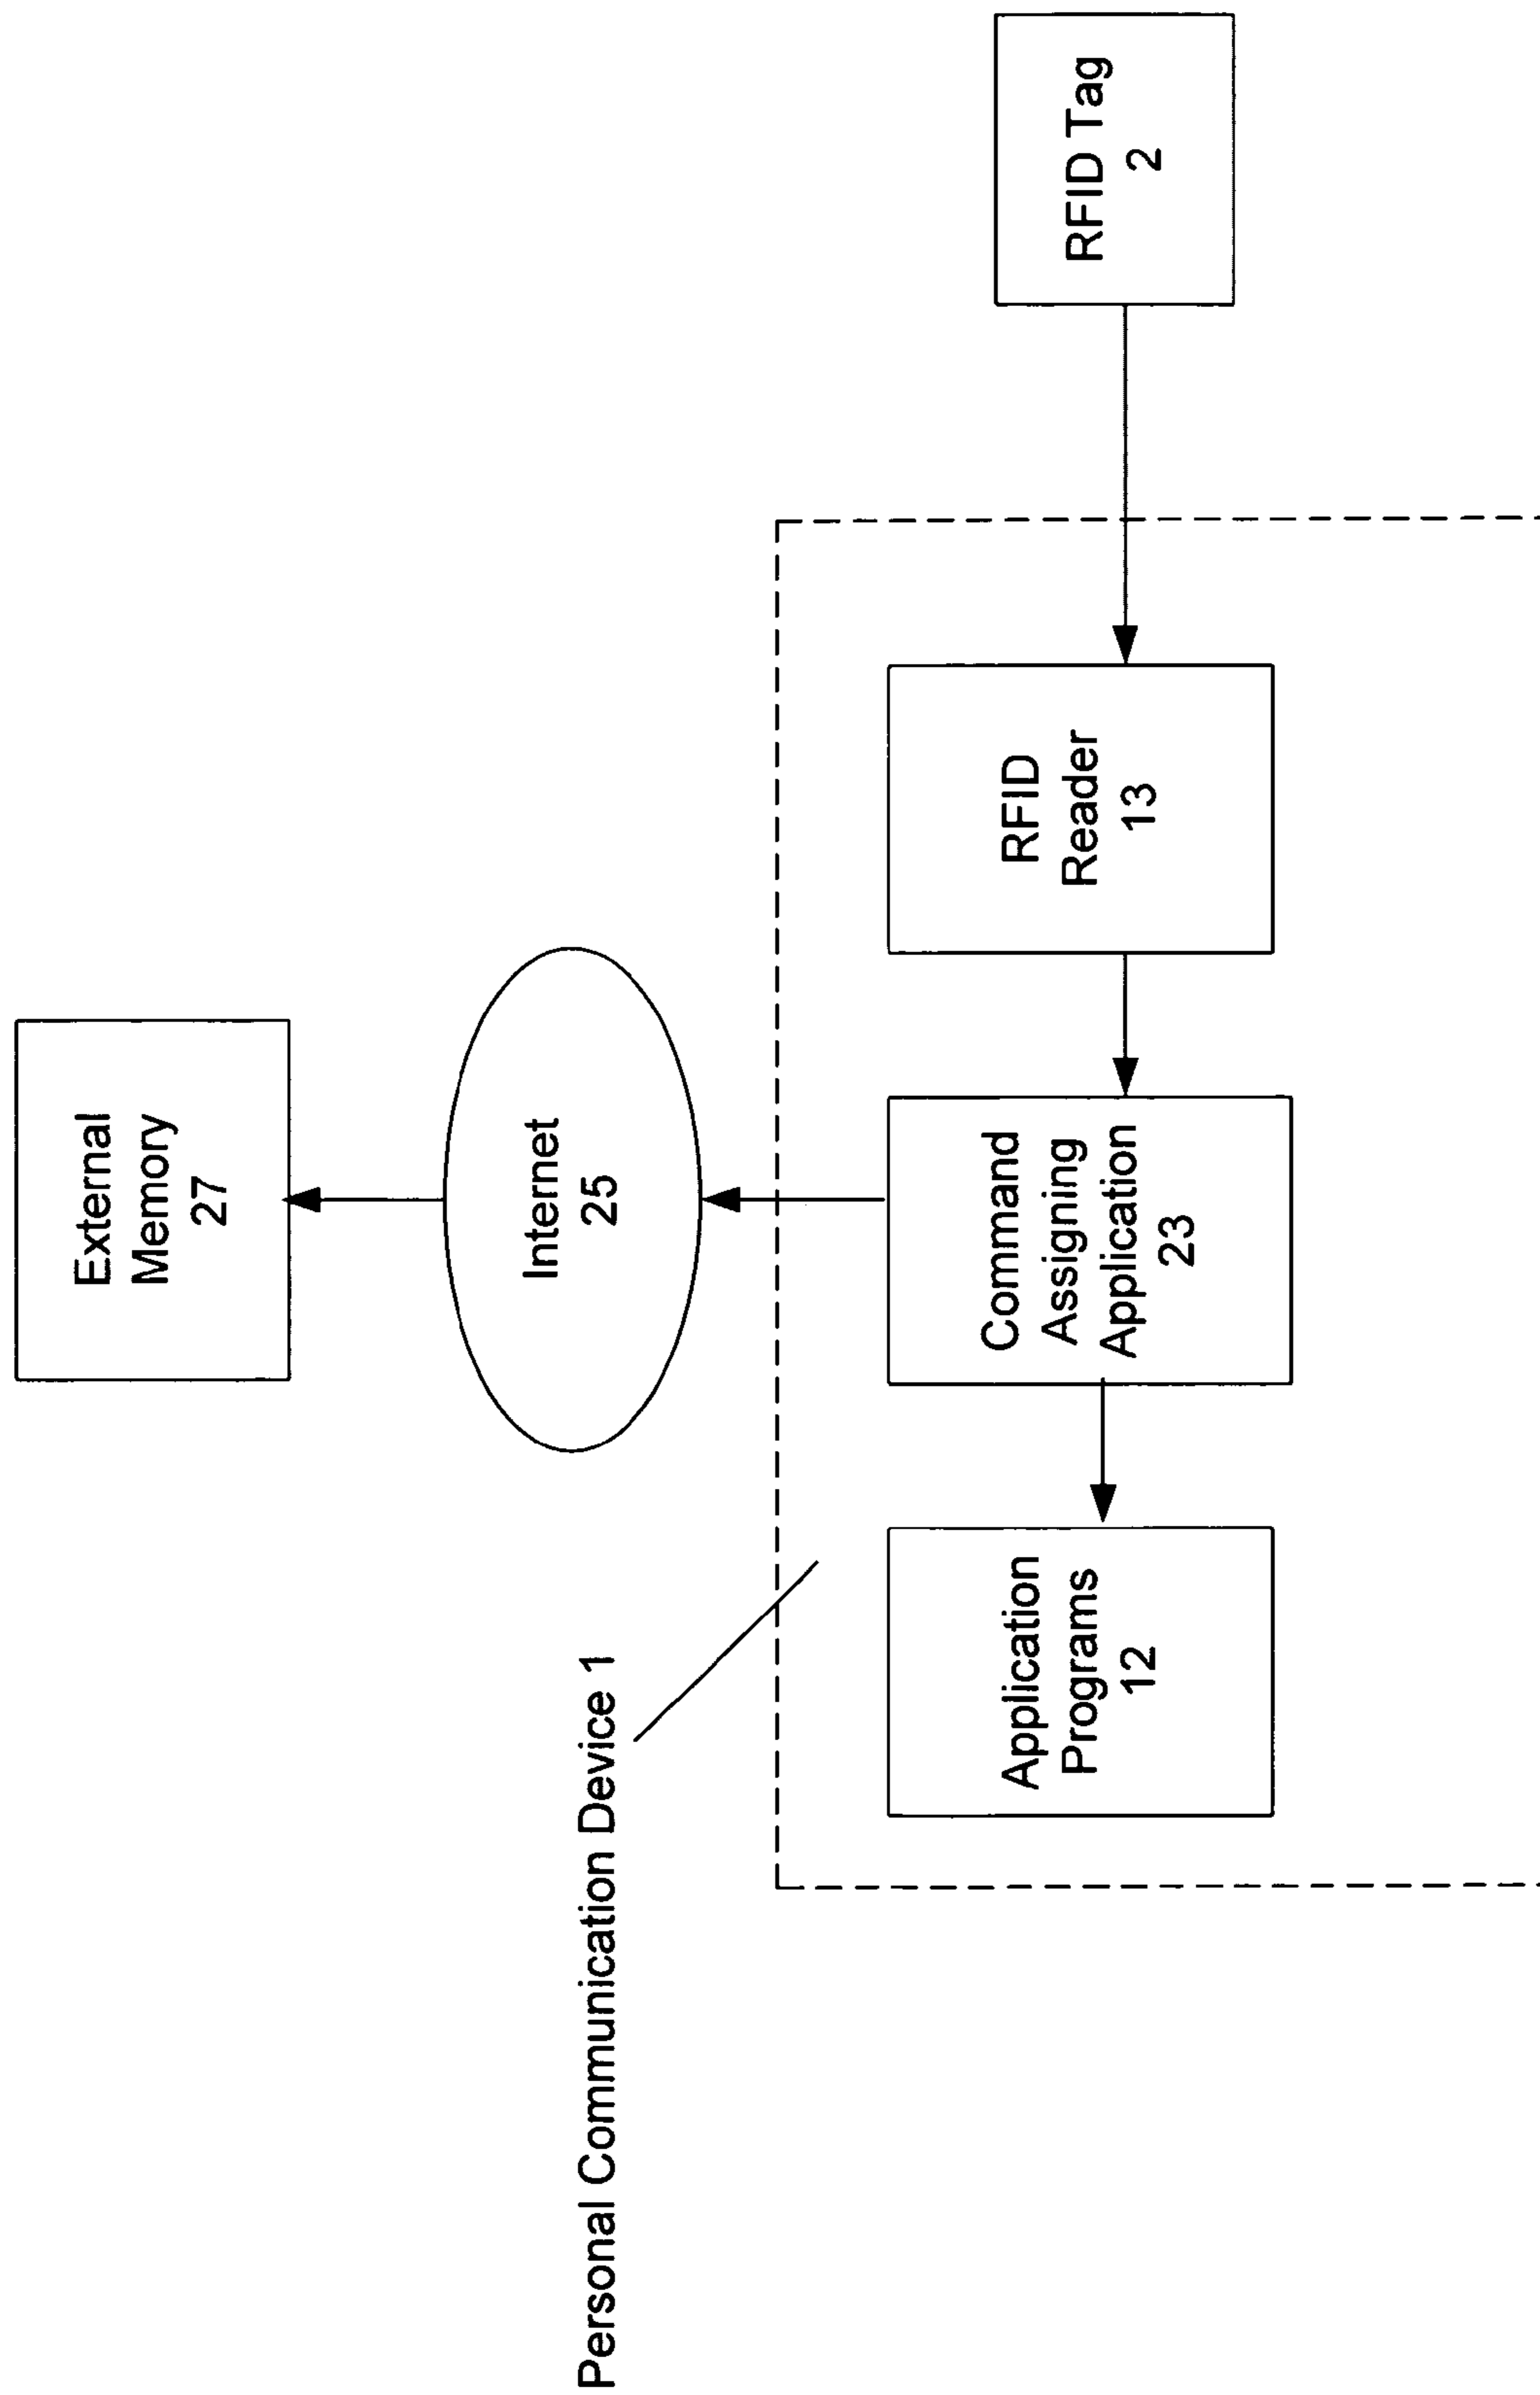 External
Memory
27
Internet
25
Personal Communication Device 1
Application
Programs
12
Command
Assigning
Application
23
RFID
Reader
13
RFID Tag
2